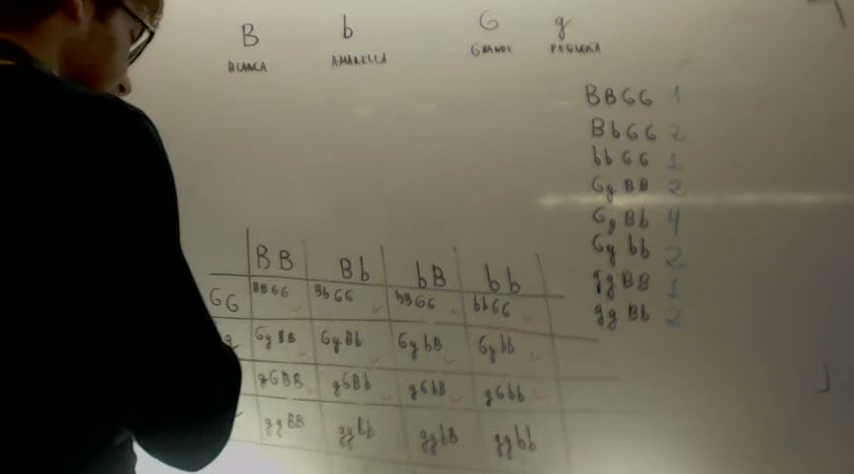 B b G g
BLANCA AMARILLA GRANDE PEQUEÑA
BBGG 1
BbGG 2
bbGG 1
GgBB 2
GgBb 4
Ggbb 2
ggBB 1
ggBb 2
BB Bb bB bb
GG BBGG BbGG bBGG bbGG
g GgBB GgBb GgbB Ggbb
gGBB gGBb gGbB gGbb
ggBB ggBb ggbB ggbb